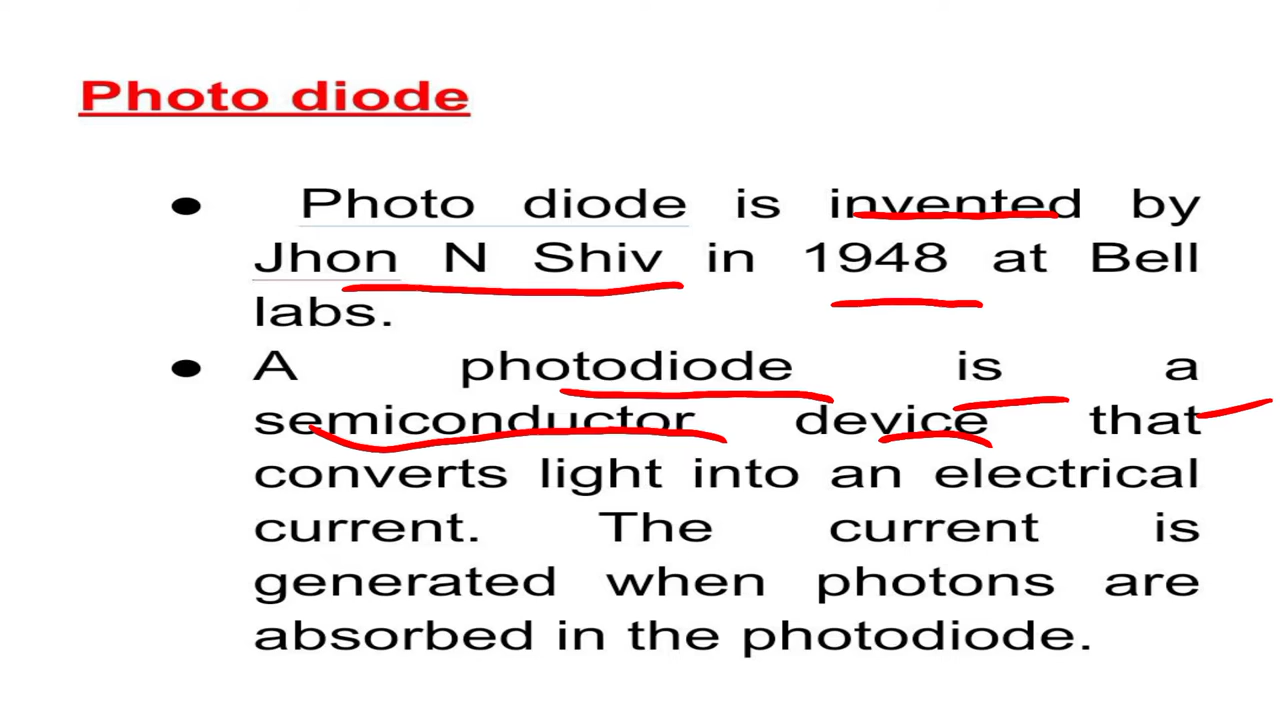 Photo diode
● Photo diode is invented by
Jhon N Shiv in 1948 at Bell
labs.
● A photodiode is a
semiconductor device that
converts light into an electrical
current. The current is
generated when photons are
absorbed in the photodiode.